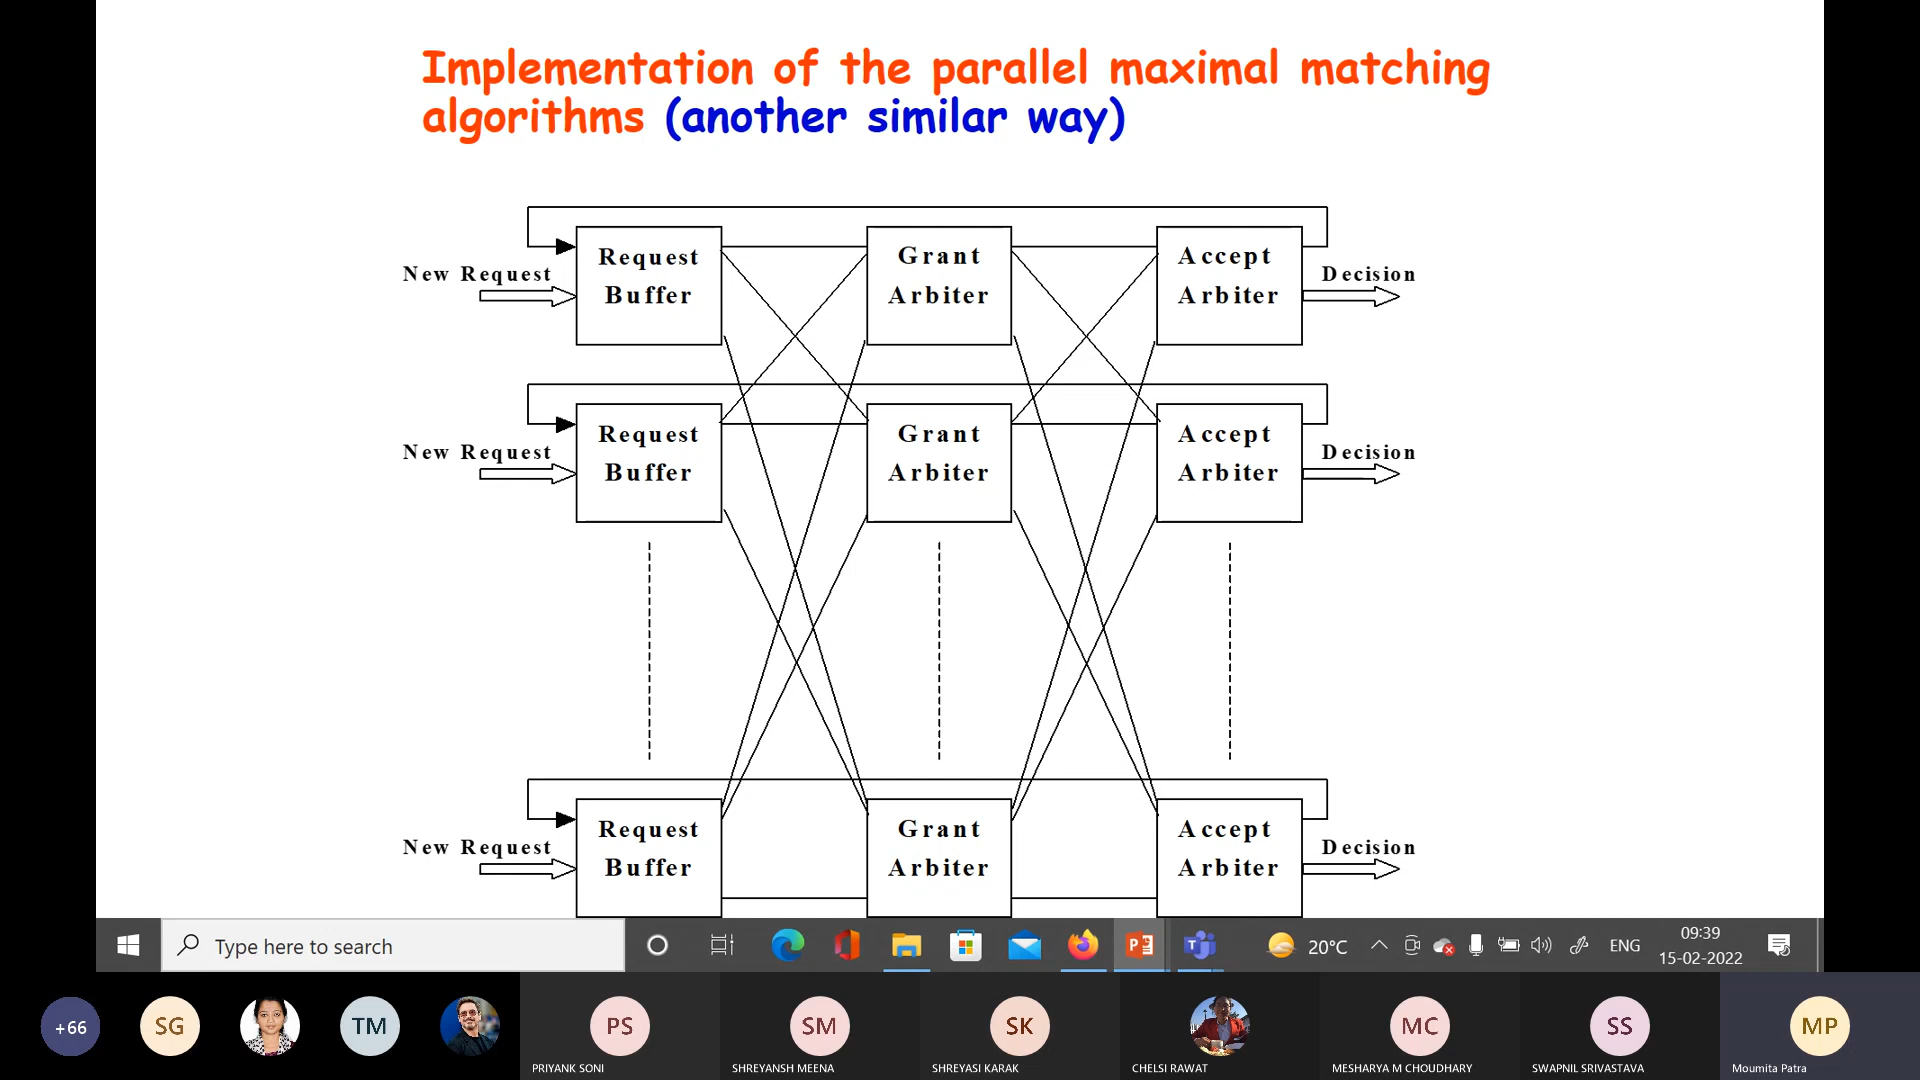 Implementation of the parallel maximal matching
algorithms (another similar way)
New Request
Request
Buffer
Grant
Arbiter
Accept
Arbiter
Decision
New Request
Request
Buffer
Grant
Arbiter
Accept
Arbiter
Decision
New Request
Request
Buffer
Grant
Arbiter
Accept
Arbiter
Decision
Type here to search
20°C
ENG
09:39
15-02-2022
+66
SG
TM
PS
PRIYANK SONI
SM
SHREYANSH MEENA
SK
SHREYASI KARAK
CHELSI RAWAT
MC
MESHARYA M CHOUDHARY
SS
SWAPNIL SRIVASTAVA
MP
Moumita Patra